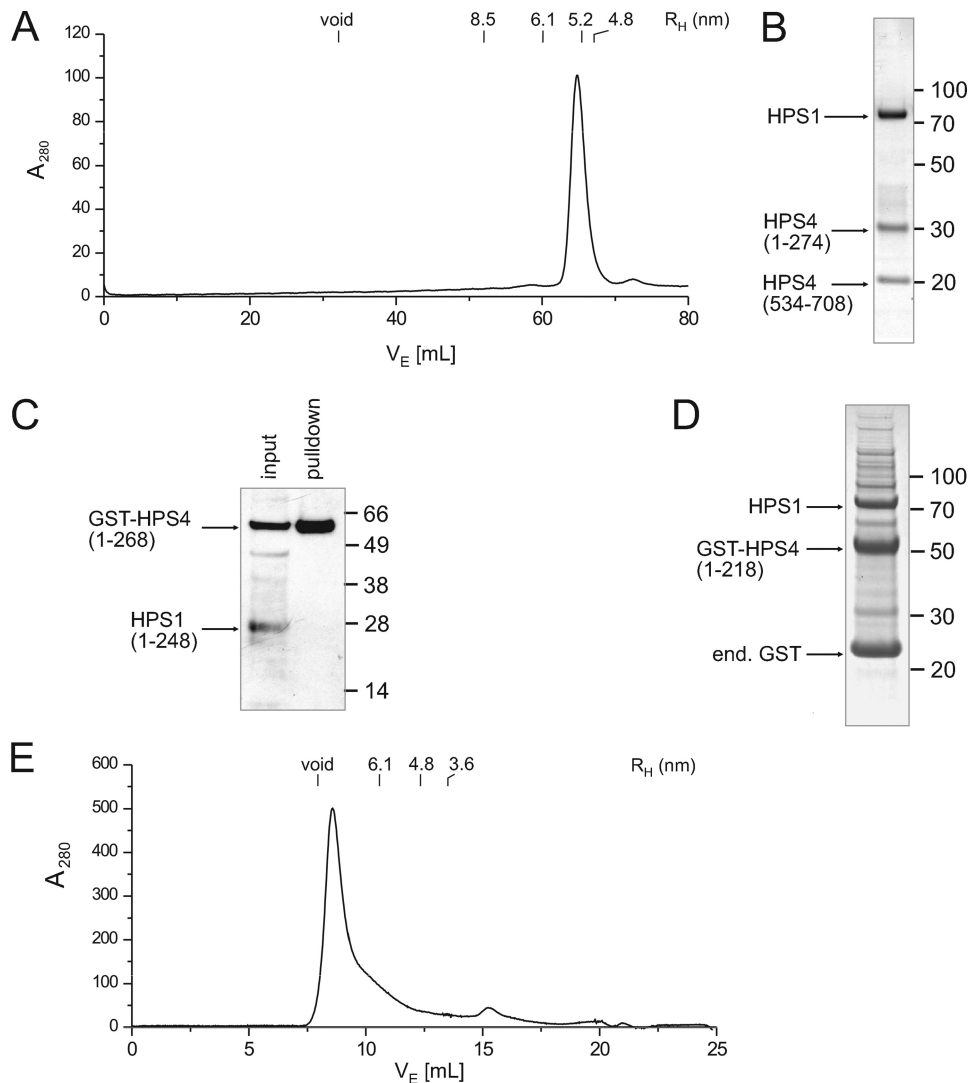 A
void 8.5 6.1 5.2 4.8 R_H (nm)
120
100
80
60
40
20
0
A_280
0 20 40 60 80
V_E [mL]
B
HPS1
HPS4
(1-274)
HPS4
(534-708)
100
70
50
30
20
C
input
pulldown
GST-HPS4
(1-268)
HPS1
(1-248)
66
49
38
28
14
D
HPS1
GST-HPS4
(1-218)
end. GST
100
70
50
30
20
E
void 6.1 4.8 3.6 R_H (nm)
600
500
400
300
200
100
0
A_280
0 5 10 15 20 25
V_E [mL]